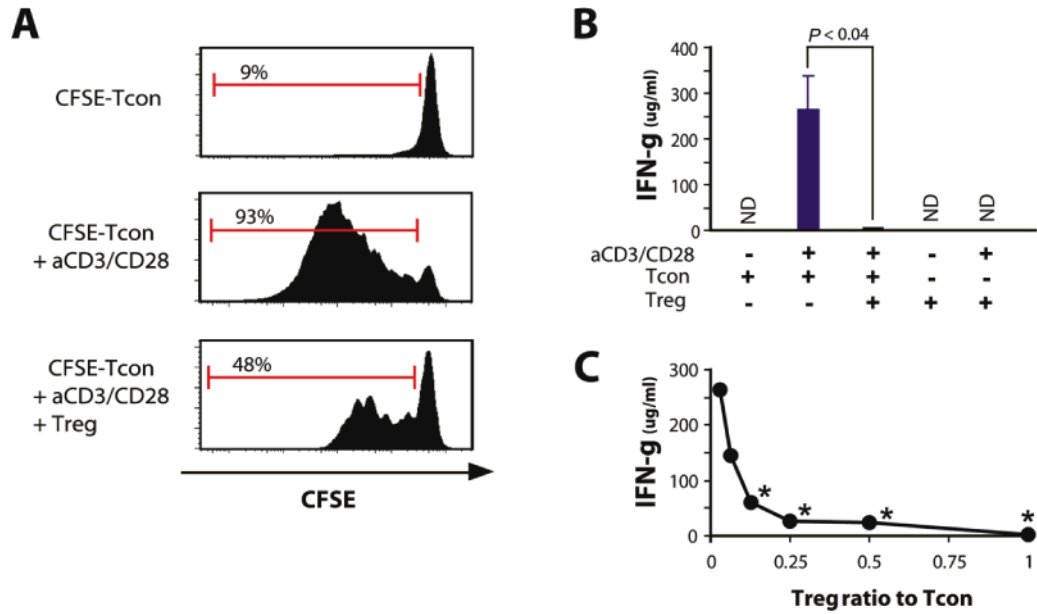 A
CFSE-Tcon
9%
CFSE-Tcon
+ aCD3/CD28
93%
CFSE-Tcon
+ aCD3/CD28
+ Treg
48%
CFSE
B
P < 0.04
IFN-g (ug/ml)
400
300
200
100
0
ND
ND
ND
aCD3/CD28 - + + - +
Tcon + + + - -
Treg - - + + +
C
IFN-g (ug/ml)
300
200
100
50
0
* * * *
0 0.25 0.5 0.75 1
Treg ratio to Tcon